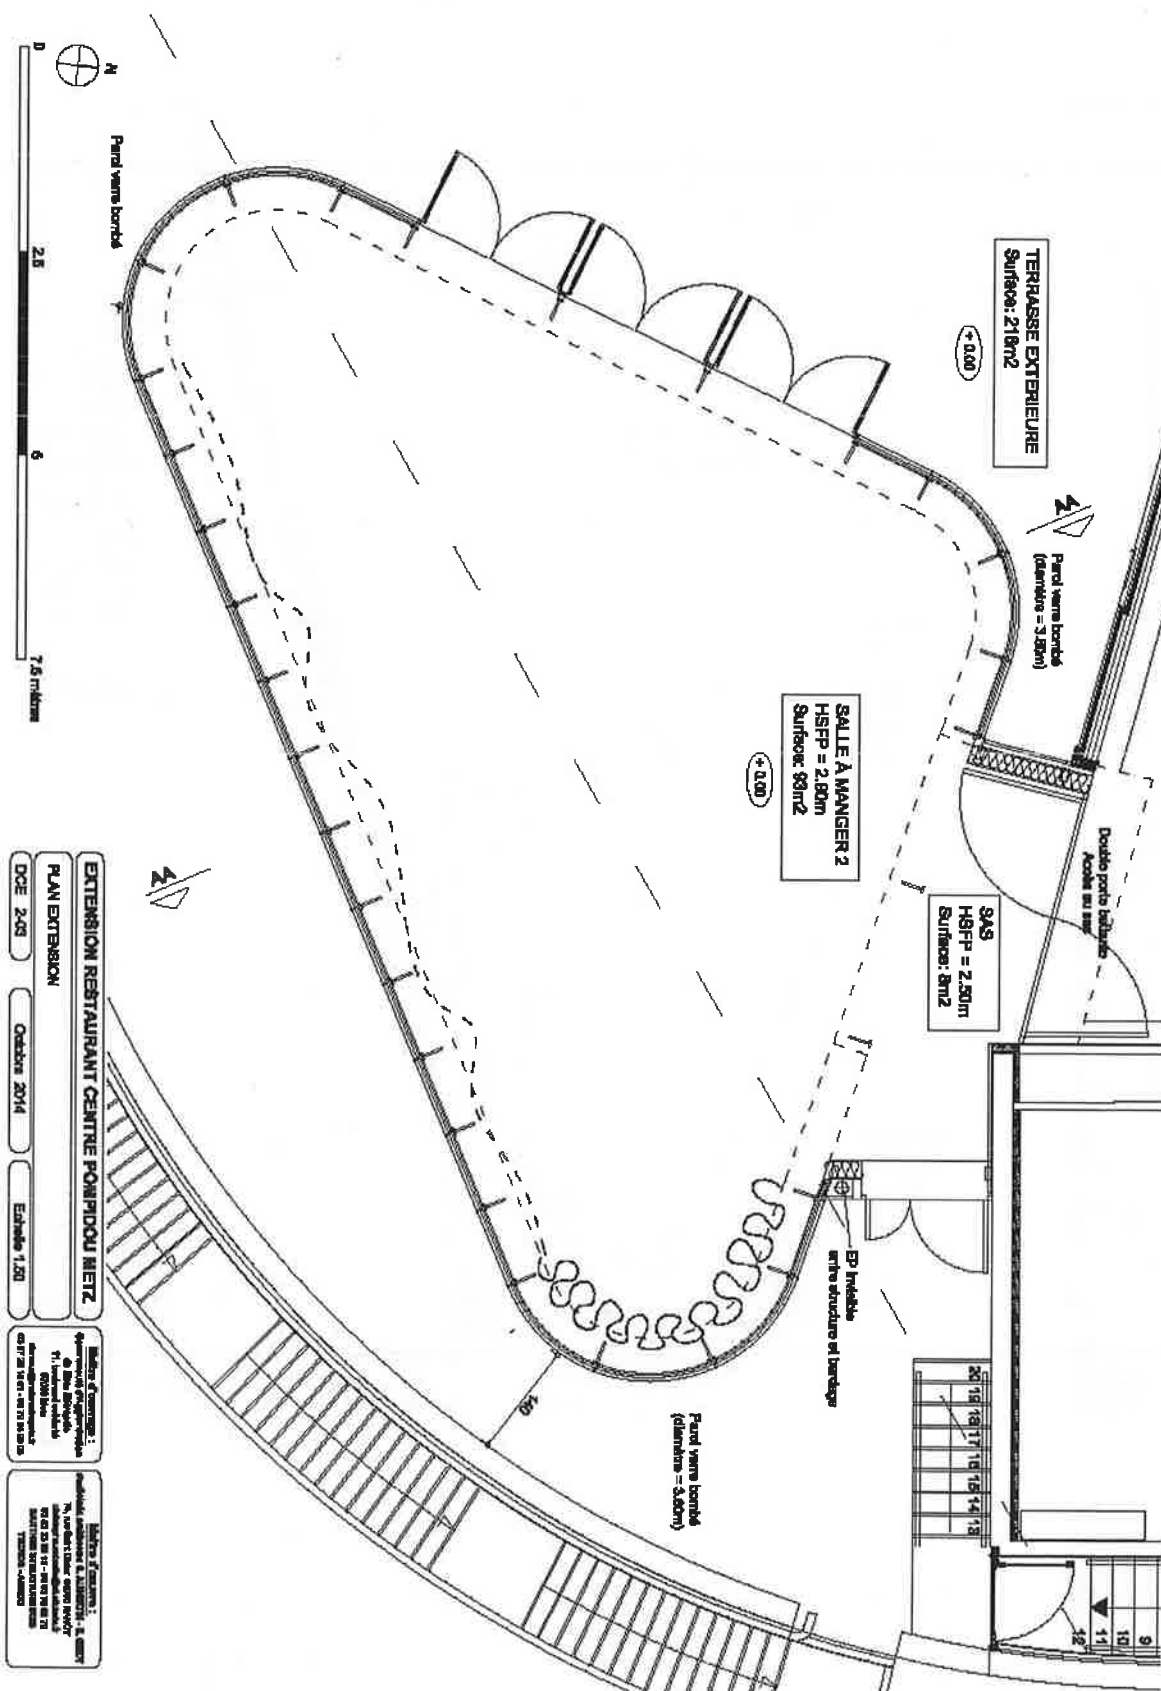 N
0
2.5
5
7.5 mètres
Paroi verre bombé
TERRASSE EXTERIEURE
Surface: 216m2
+ 0.00
Paroi verre bombé
(diamètre = 3.80m)
SALLE À MANGER 2
HSFP = 2.80m
Surface: 93m2
+ 0.00
SAS
HSFP = 2.50m
Surface: 8m2
Double porte battante
Accès au sas
EP invisible
entre structure et bardage
Paroi verre bombé
(diamètre = 3.80m)
140
20 19 18 17 16 15 14 13
12
11
10
9
EXTENSION RESTAURANT CENTRE POMPIDOU METZ
PLAN EXTENSION
DCE 2-03
Octobre 2014
Echelle 1.50
Maître d'ouvrage :
Maître d'oeuvre :